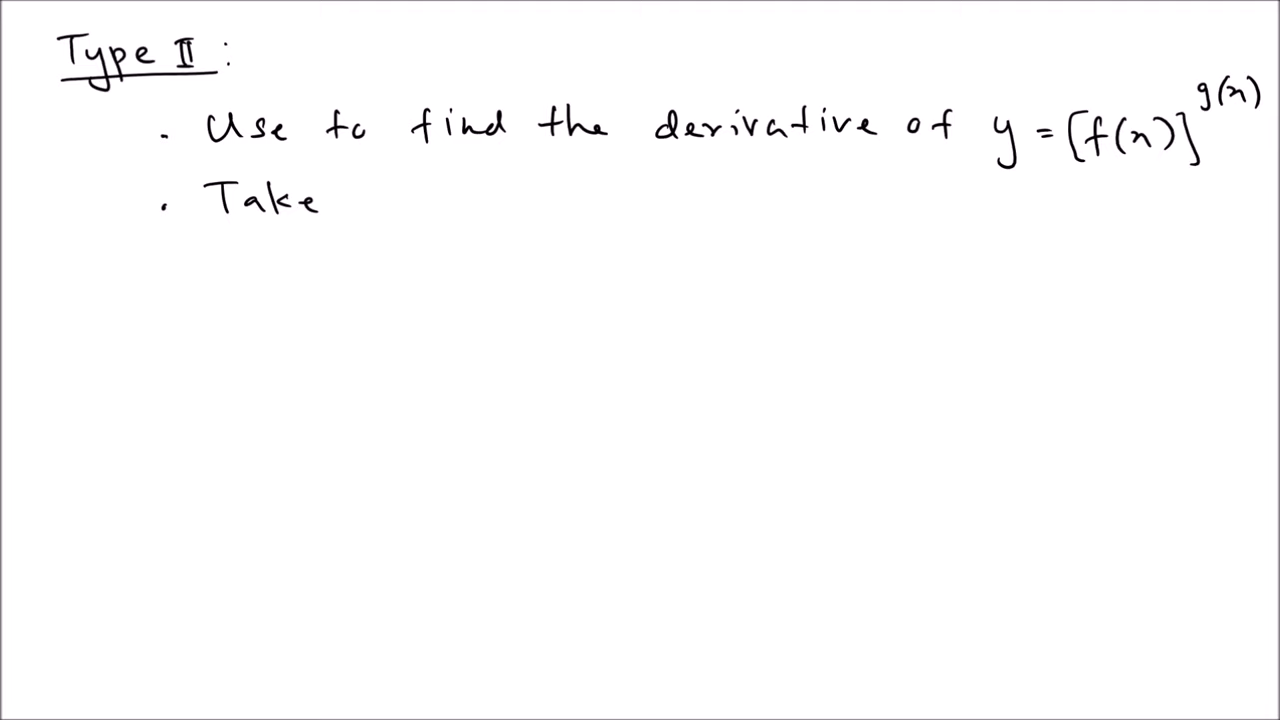 Type II :
. Use to find the derivative of y = [f(x)]^g(x)
. Take